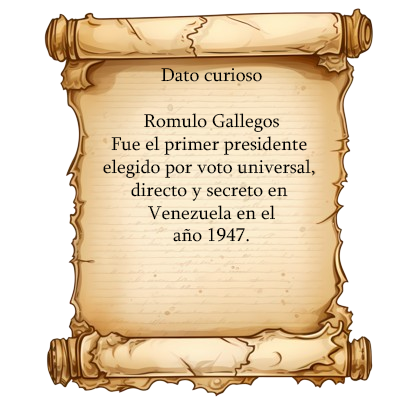 Dato curioso
Romulo Gallegos
Fue el primer presidente
elegido por voto universal,
directo y secreto en
Venezuela en el
año 1947.